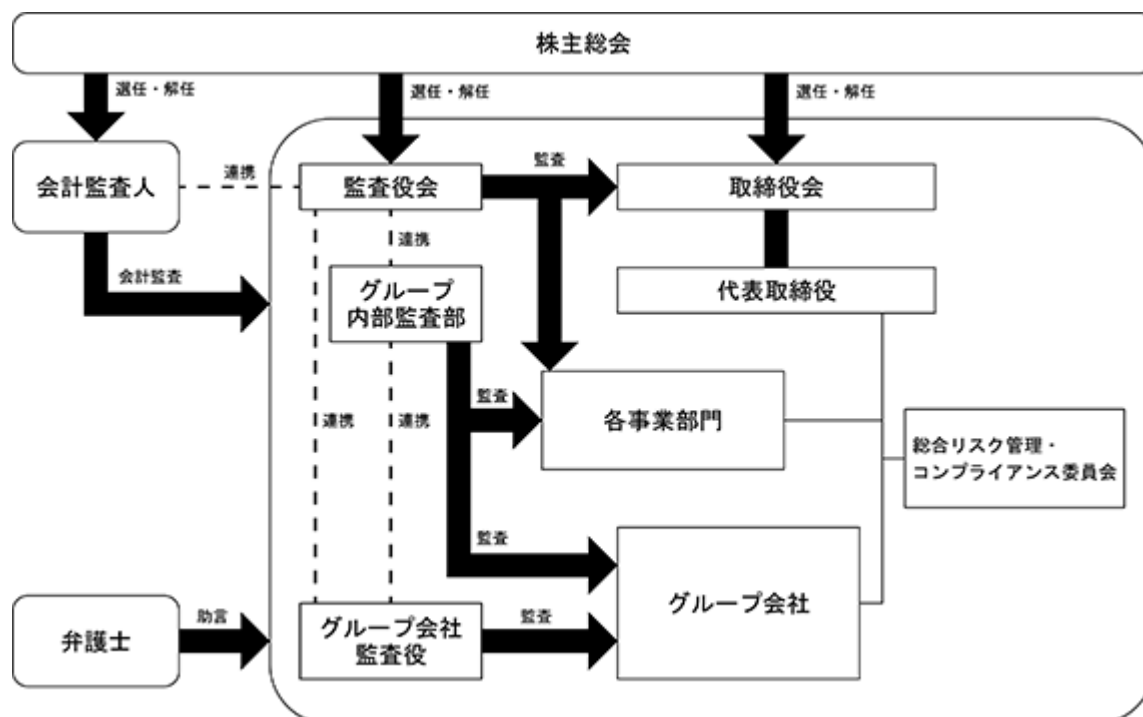 株主総会
選任・解任
選任・解任
選任・解任
会計監査人
連携
監査役会
監査
取締役会
連携
会計監査
グループ
内部監査部
代表取締役
監査
各事業部門
連携
連携
総合リスク管理・
コンプライアンス委員会
監査
グループ会社
弁護士
助言
グループ会社
監査役
監査